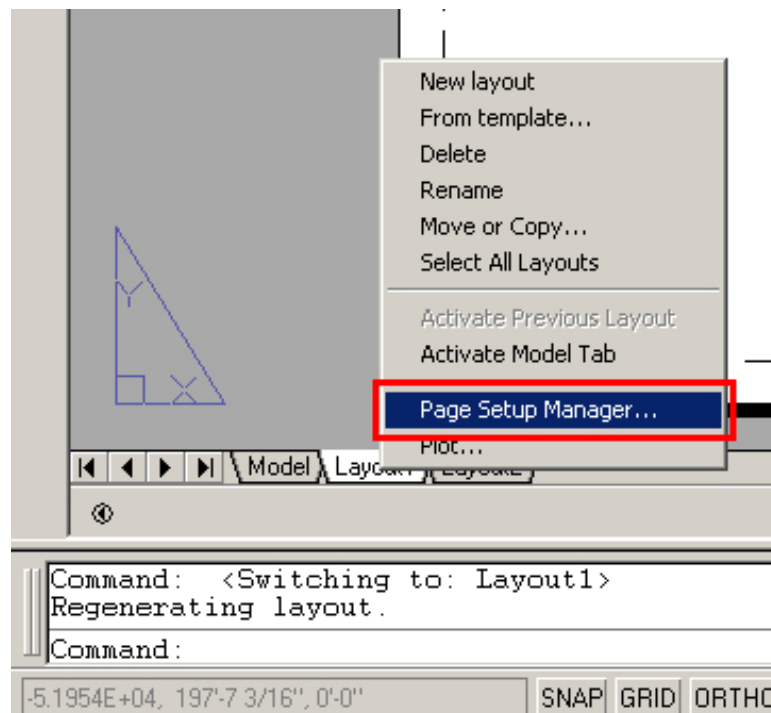 New layout
From template...
Delete
Rename
Move or Copy...
Select All Layouts
Activate Previous Layout
Activate Model Tab
Page Setup Manager...
Plot...
Y
X
Model Layout1 Layout2
Command:  <Switching to: Layout1>
Regenerating layout.
Command:
-5.1954E+04, 197'-7 3/16", 0'-0" SNAP GRID ORTHO